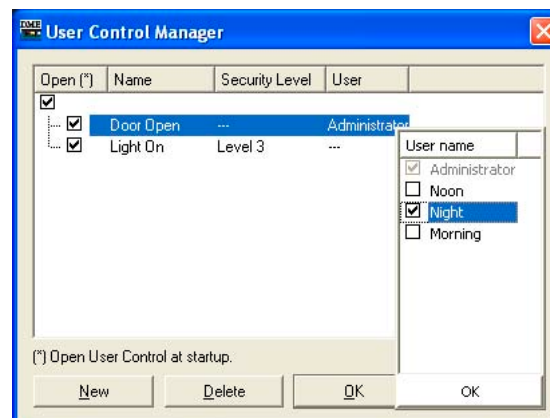 DME User Control Manager
Open (*) Name Security Level User
Door Open --- Administrator
Light On Level 3 ---
User name
Administrator
Noon
Night
Morning
(*) Open User Control at startup.
New Delete OK OK